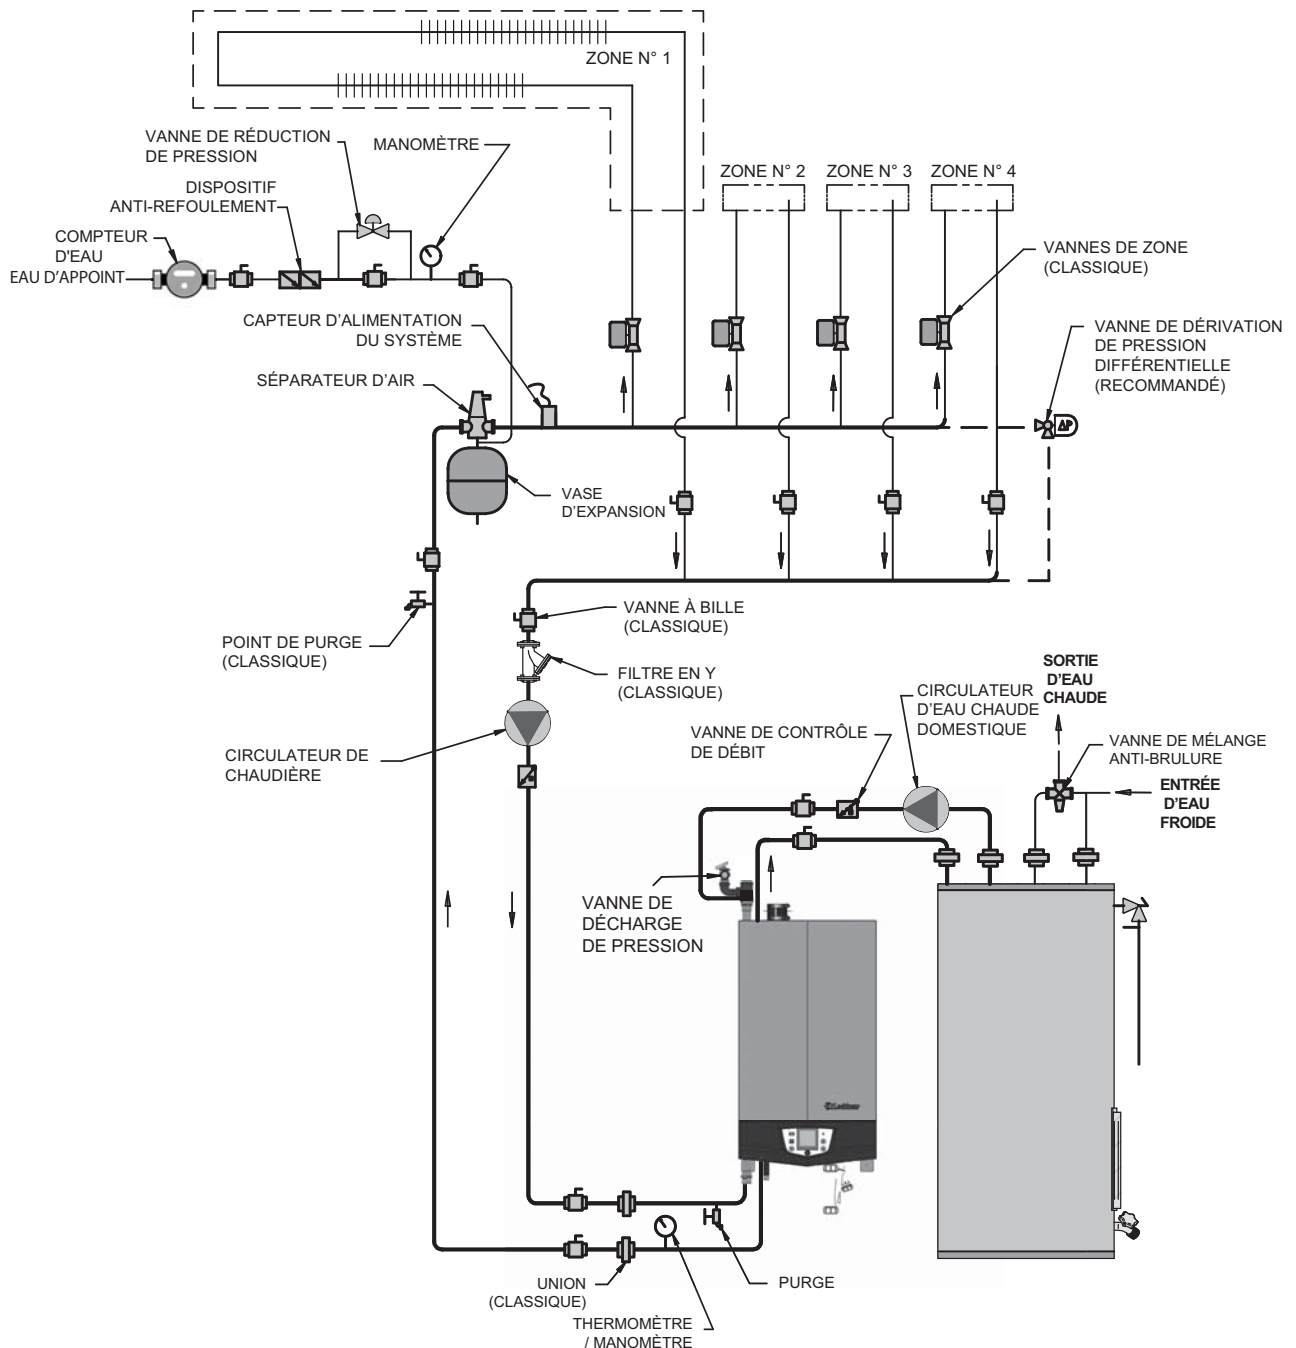 ZONE N° 1
VANNE DE RÉDUCTION
DE PRESSION
MANOMÈTRE
DISPOSITIF
ANTI-REFOULEMENT
ZONE N° 2
ZONE N° 3
ZONE N° 4
COMPTEUR
D'EAU
EAU D'APPOINT
VANNES DE ZONE
(CLASSIQUE)
CAPTEUR D'ALIMENTATION
DU SYSTÈME
VANNE DE DÉRIVATION
DE PRESSION
DIFFÉRENTIELLE
(RECOMMANDÉ)
SÉPARATEUR D'AIR
ΔP
VASE
D'EXPANSION
VANNE À BILLE
(CLASSIQUE)
POINT DE PURGE
(CLASSIQUE)
FILTRE EN Y
(CLASSIQUE)
SORTIE
D'EAU
CHAUDE
CIRCULATEUR
D'EAU CHAUDE
DOMESTIQUE
VANNE DE CONTRÔLE
DE DÉBIT
CIRCULATEUR DE
CHAUDIÈRE
VANNE DE MÉLANGE
ANTI-BRULURE
ENTRÉE
D'EAU
FROIDE
VANNE DE
DÉCHARGE
DE PRESSION
Lochinvar
UNION
(CLASSIQUE)
PURGE
THERMOMÈTRE
/ MANOMÈTRE